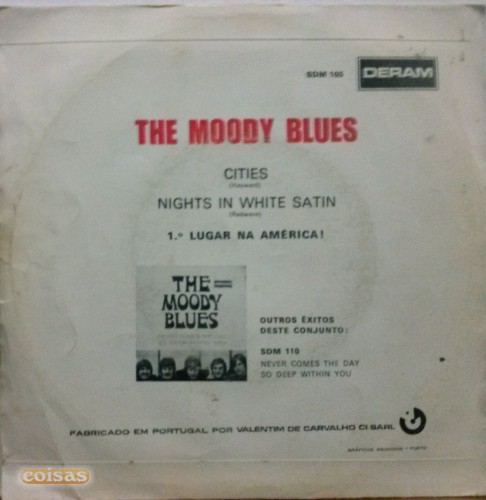 SDM 105
DERAM
THE MOODY BLUES
CITIES
(Hayward)
NIGHTS IN WHITE SATIN
(Redwave)
1.º LUGAR NA AMÉRICA!
THE
MOODY
BLUES
OUTROS ÊXITOS
DESTE CONJUNTO:
SDM 110
NEVER COMES THE DAY
SO DEEP WITHIN YOU
FABRICADO EM PORTUGAL POR VALENTIM DE CARVALHO CI SARL
coisas